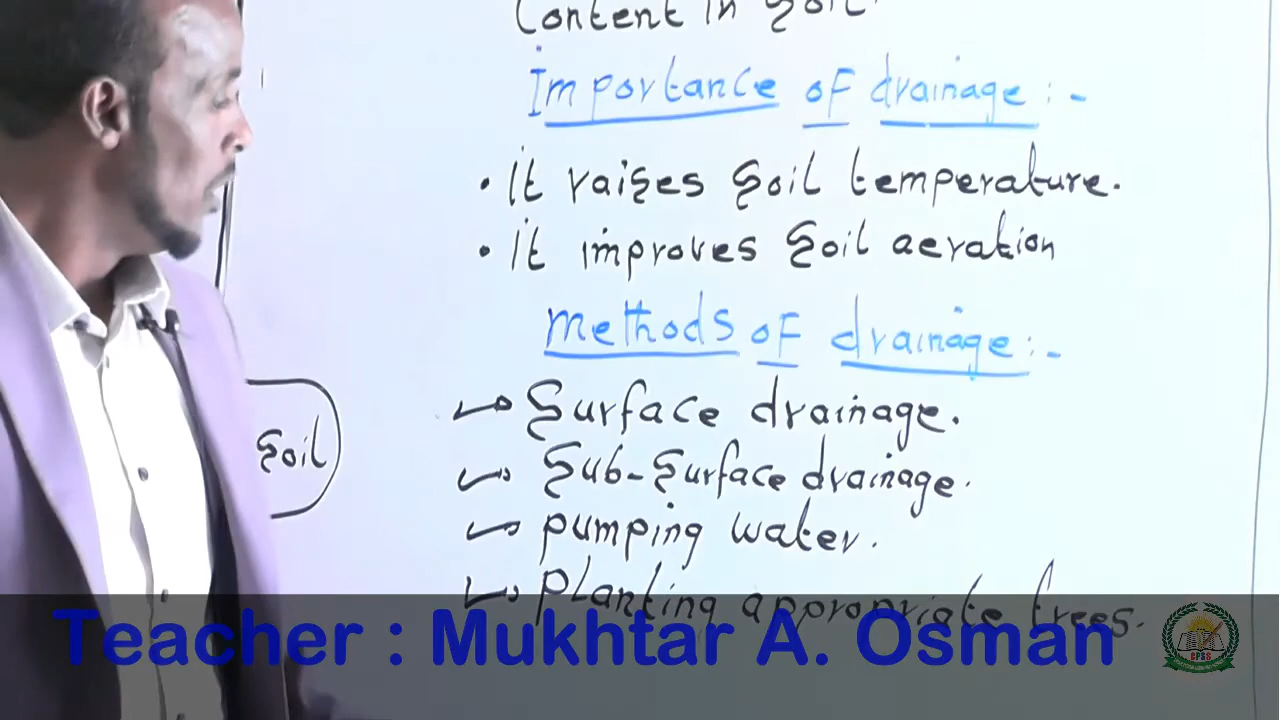 Content in Soil.
Importance of drainage :-
• It raises Soil temperature.
• It improves Soil aeration
Methods of drainage :-
→ Surface drainage.
→ Sub-Surface drainage.
→ pumping water.
→ Planting appropriate trees.
Soil
Teacher : Mukhtar A. Osman
SPSS